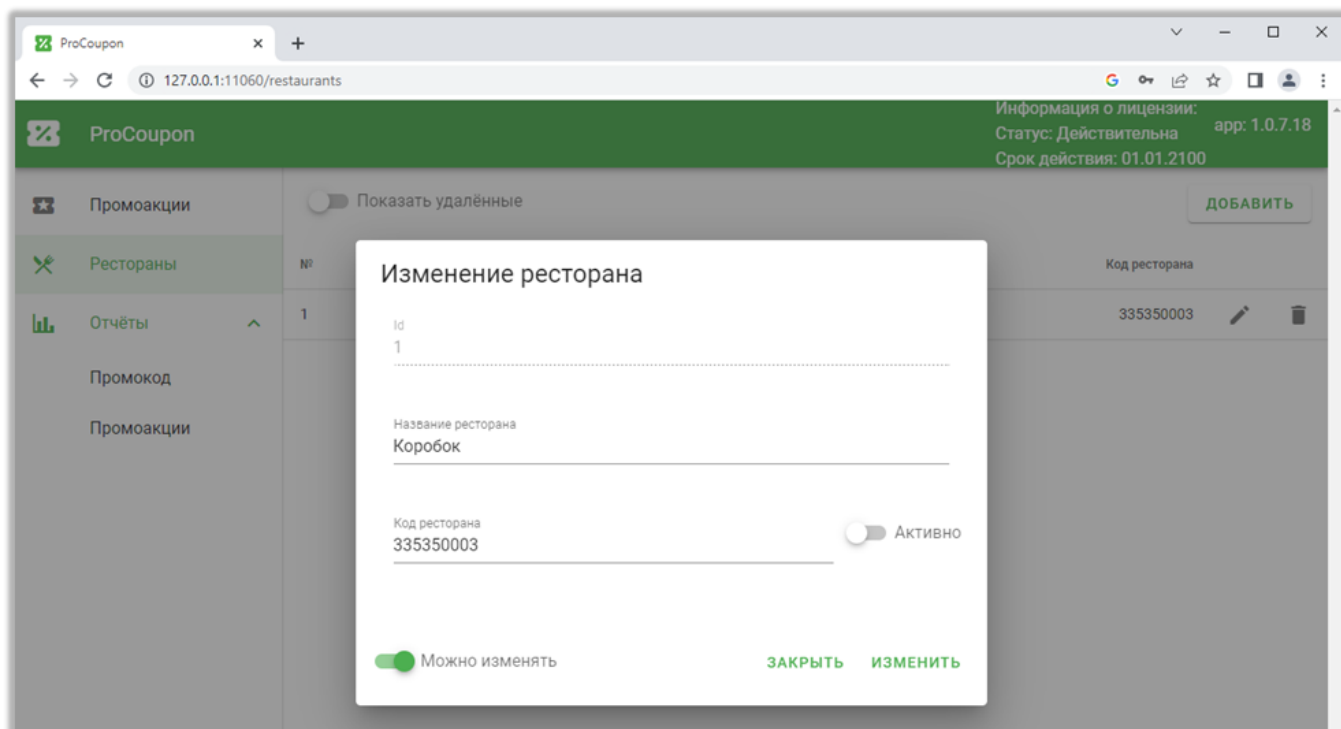 ProCoupon
127.0.0.1:11060/restaurants
ProCoupon
Информация о лицензии:
Статус: Действительна
Срок действия: 01.01.2100
app: 1.0.7.18
Промоакции
Рестораны
Отчёты
Промокод
Промоакции
Показать удалённые
ДОБАВИТЬ
№
Код ресторана
1
335350003
Изменение ресторана
Id
1
Название ресторана
Коробок
Код ресторана
335350003
Активно
Можно изменять
ЗАКРЫТЬ
ИЗМЕНИТЬ